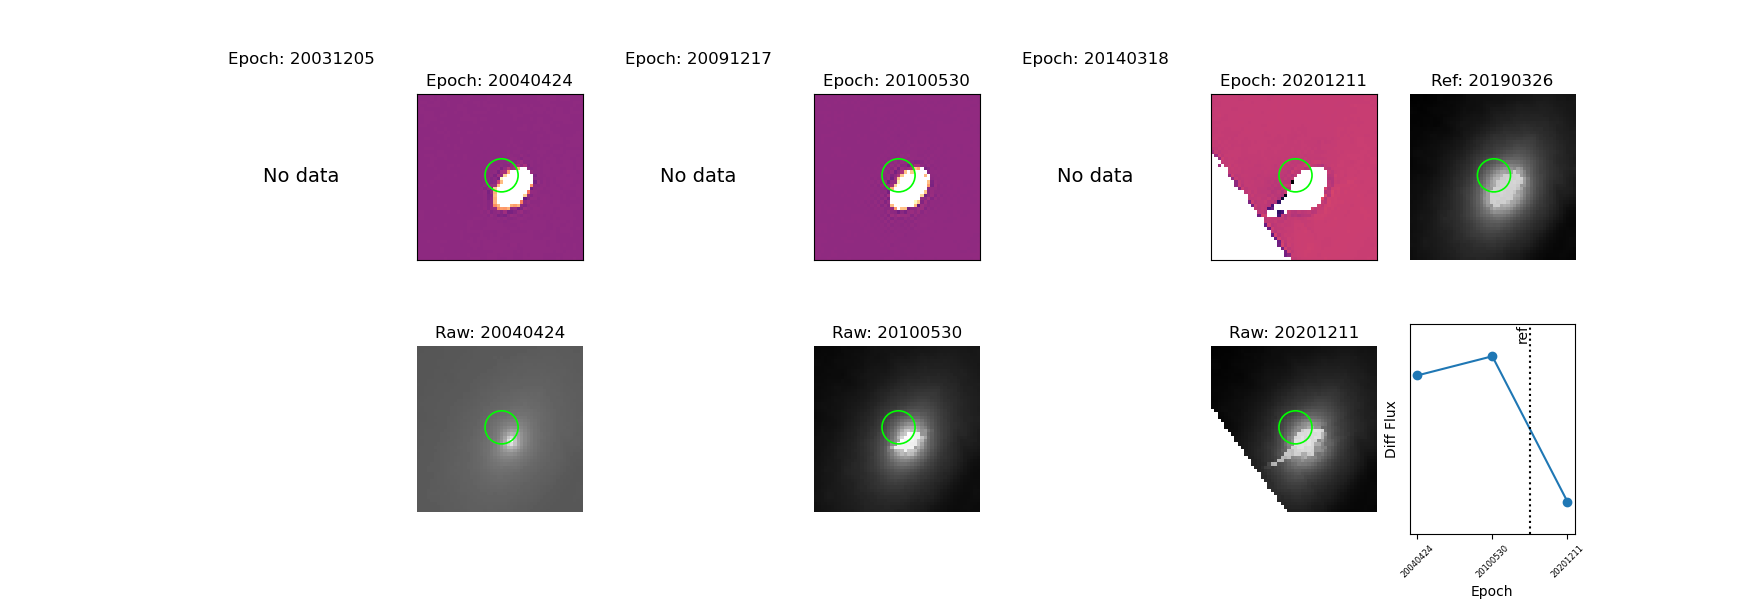 Epoch: 20031205
Epoch: 20091217
Epoch: 20140318
Epoch: 20040424
Epoch: 20100530
Epoch: 20201211
Ref: 20190326
No data
No data
No data
Raw: 20040424
Raw: 20100530
Raw: 20201211
ref
Diff Flux
20040424
20100530
20201211
Epoch